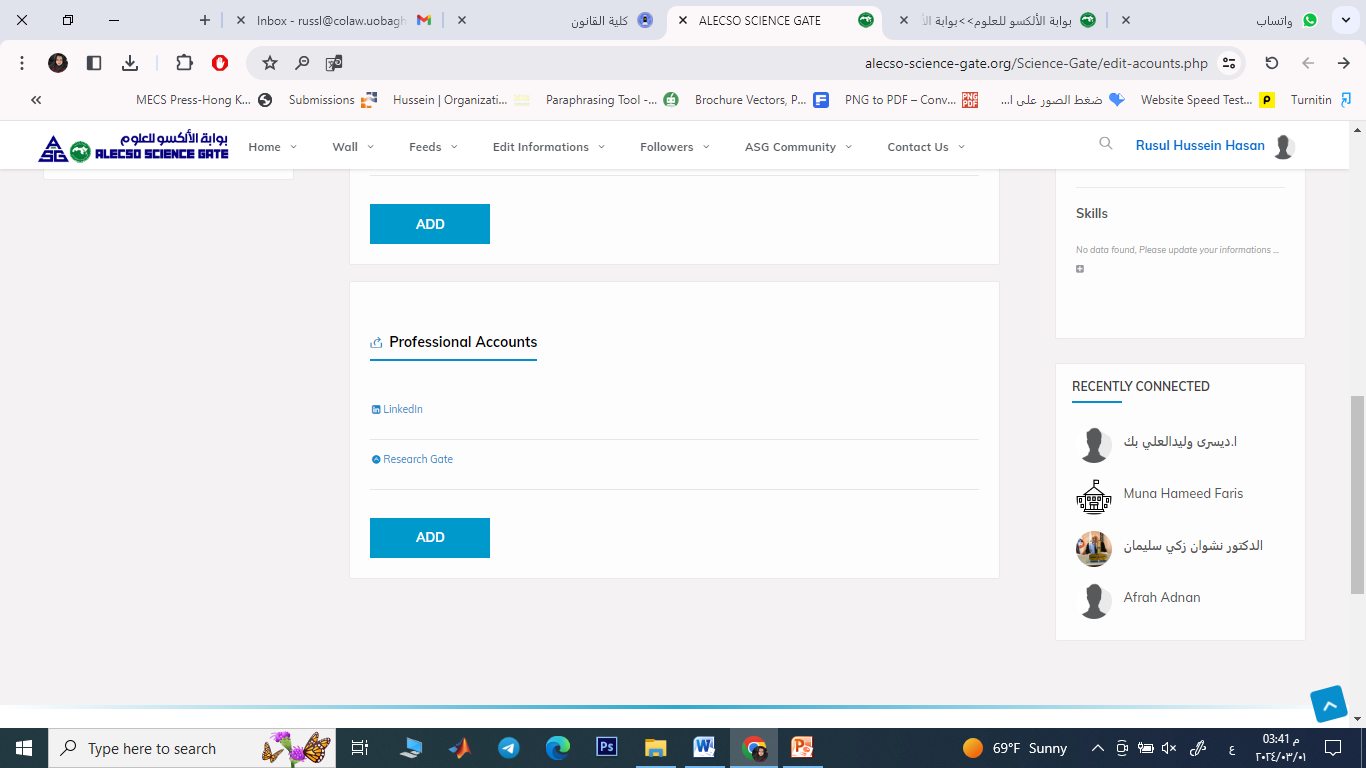 Inbox - russl@colaw.uobagh
كلية القانون
ALECSO SCIENCE GATE
بوابة الألكسو للعلوم>>بوابة الأ
واتساب
alecso-science-gate.org/Science-Gate/edit-acounts.php
MECS Press-Hong K...
Submissions
Hussein | Organizati...
Paraphrasing Tool -...
Brochure Vectors, P...
PNG to PDF – Conv...
ضغط الصور على ا...
Website Speed Test...
Turnitin
بوابة الألكسو للعلوم
ALECSO SCIENCE GATE
Home
Wall
Feeds
Edit Informations
Followers
ASG Community
Contact Us
Rusul Hussein Hasan
ADD
Skills
No data found, Please update your informations ...
Professional Accounts
LinkedIn
Research Gate
ADD
RECENTLY CONNECTED
ا.ديسرى وليدالعلي بك
Muna Hameed Faris
الدكتور نشوان زكي سليمان
Afrah Adnan
Type here to search
Ps
69°F Sunny
ع
03:41 م
٢٠٢٤/٠٣/٠١